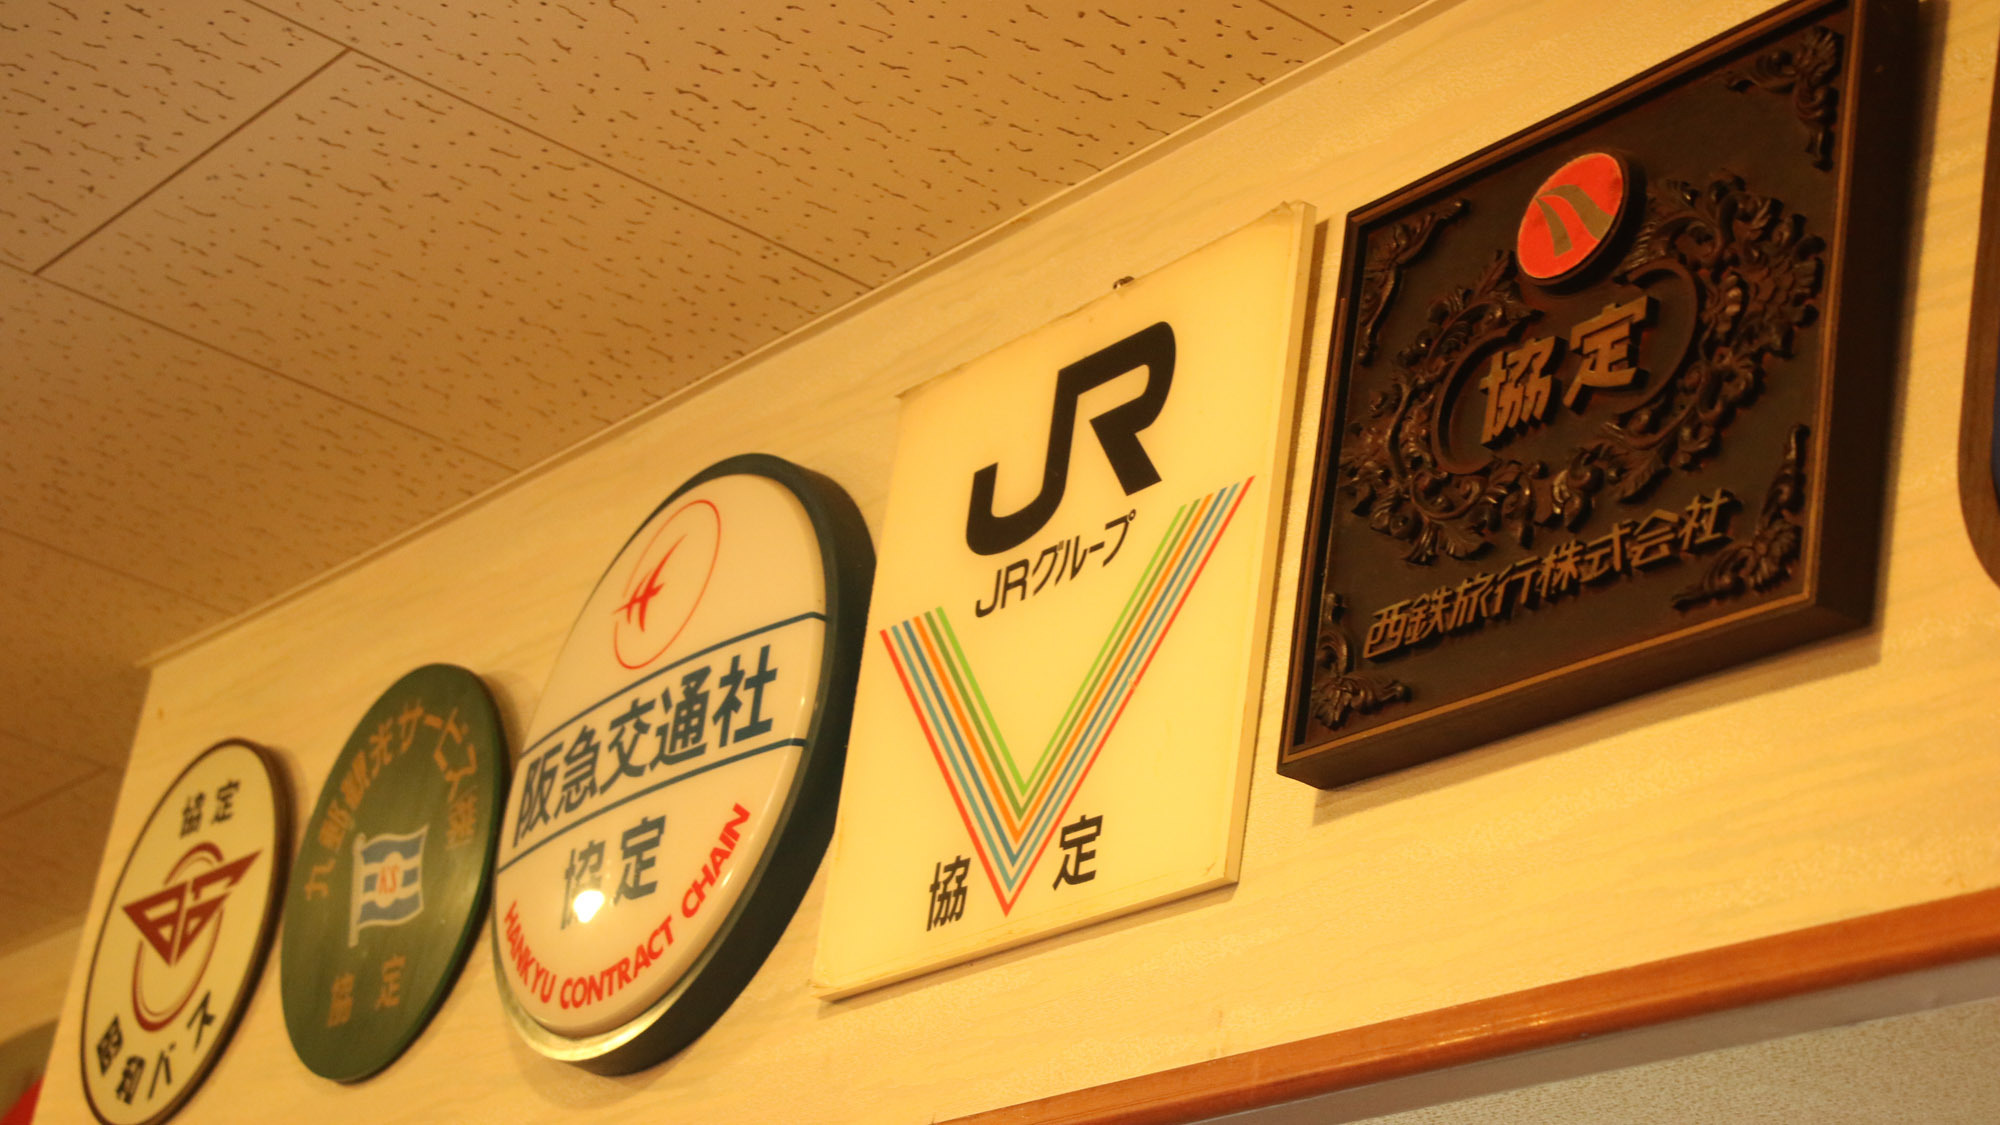 協定
昭和バス
九郵観光サービス㈱
KS
協定
阪急交通社
協定
HANKYU CONTRACT CHAIN
JR
JRグループ
協定
協定
西鉄旅行株式会社